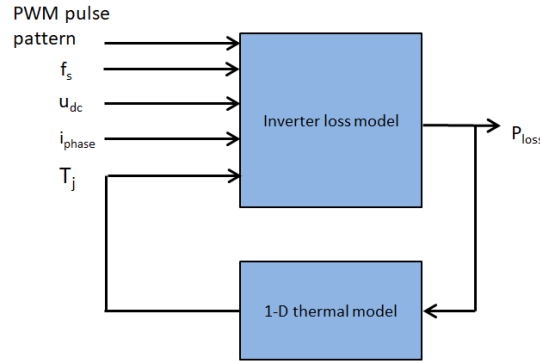 PWM pulse
pattern
fs
udc
iphase
Tj
Inverter loss model
Ploss
1-D thermal model